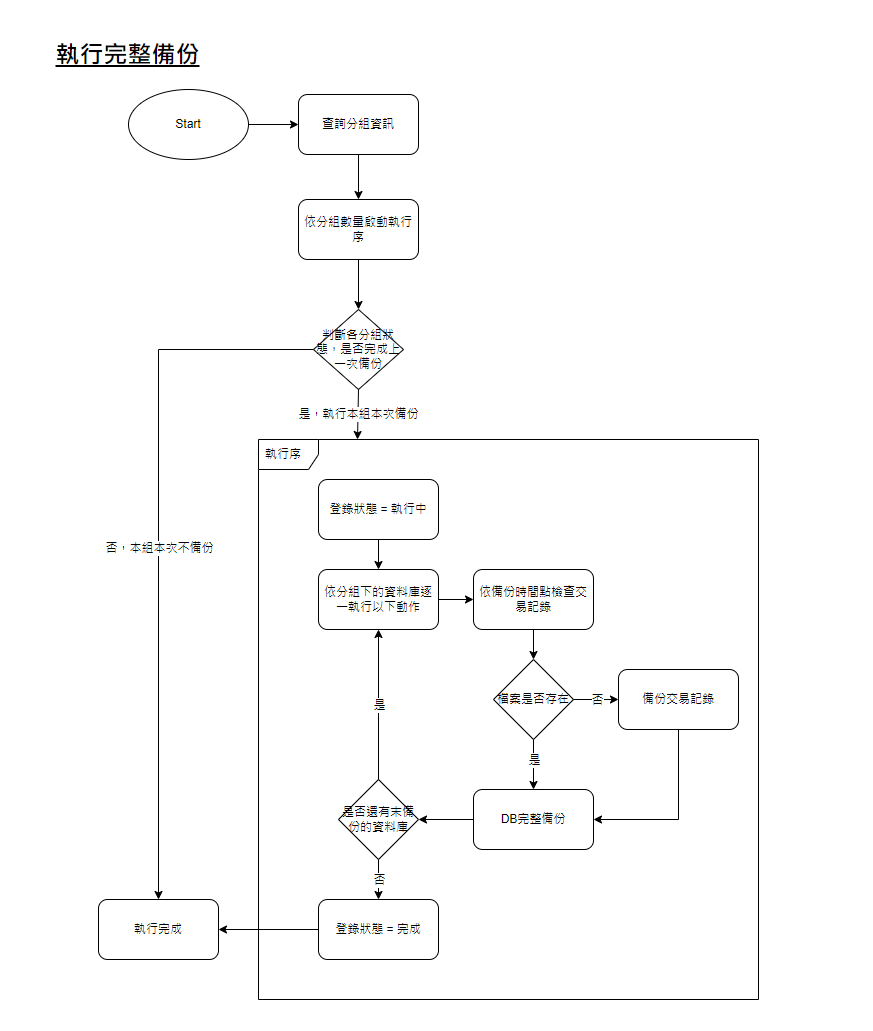 執行完整備份
Start
查詢分組資訊
依分組數量啟動執行
序
判斷各分組狀
態，是否完成上
一次備份
是，執行本組本次備份
執行序
登錄狀態 = 執行中
否，本組本次不備份
依分組下的資料庫逐
一執行以下動作
依備份時間點檢查交
易記錄
檔案是否存在
否
備份交易記錄
是
是
DB完整備份
是否還有末備
份的資料庫
否
登錄狀態 = 完成
執行完成